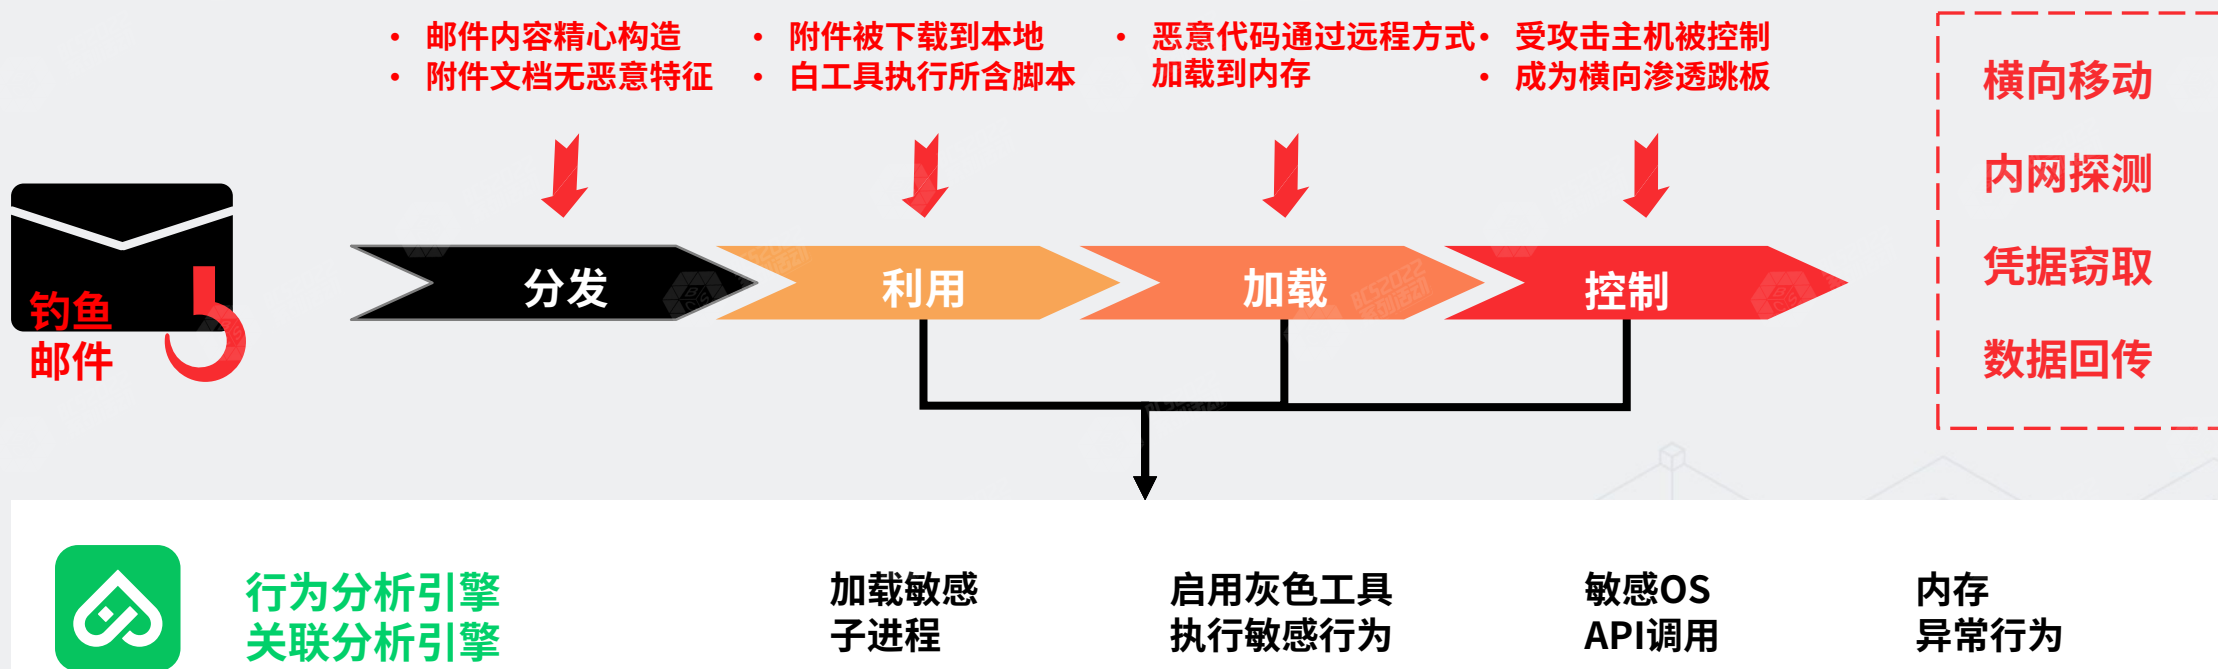 • 邮件内容精心构造
• 附件文档无恶意特征
• 附件被下载到本地
• 白工具执行所含脚本
• 恶意代码通过远程方式
加载到内存
• 受攻击主机被控制
• 成为横向渗透跳板
横向移动
内网探测
凭据窃取
数据回传
钓鱼
邮件
分发
利用
加载
控制
BCS2022
行为分析引擎
关联分析引擎
加载敏感
子进程
启用灰色工具
执行敏感行为
敏感OS
API调用
内存
异常行为